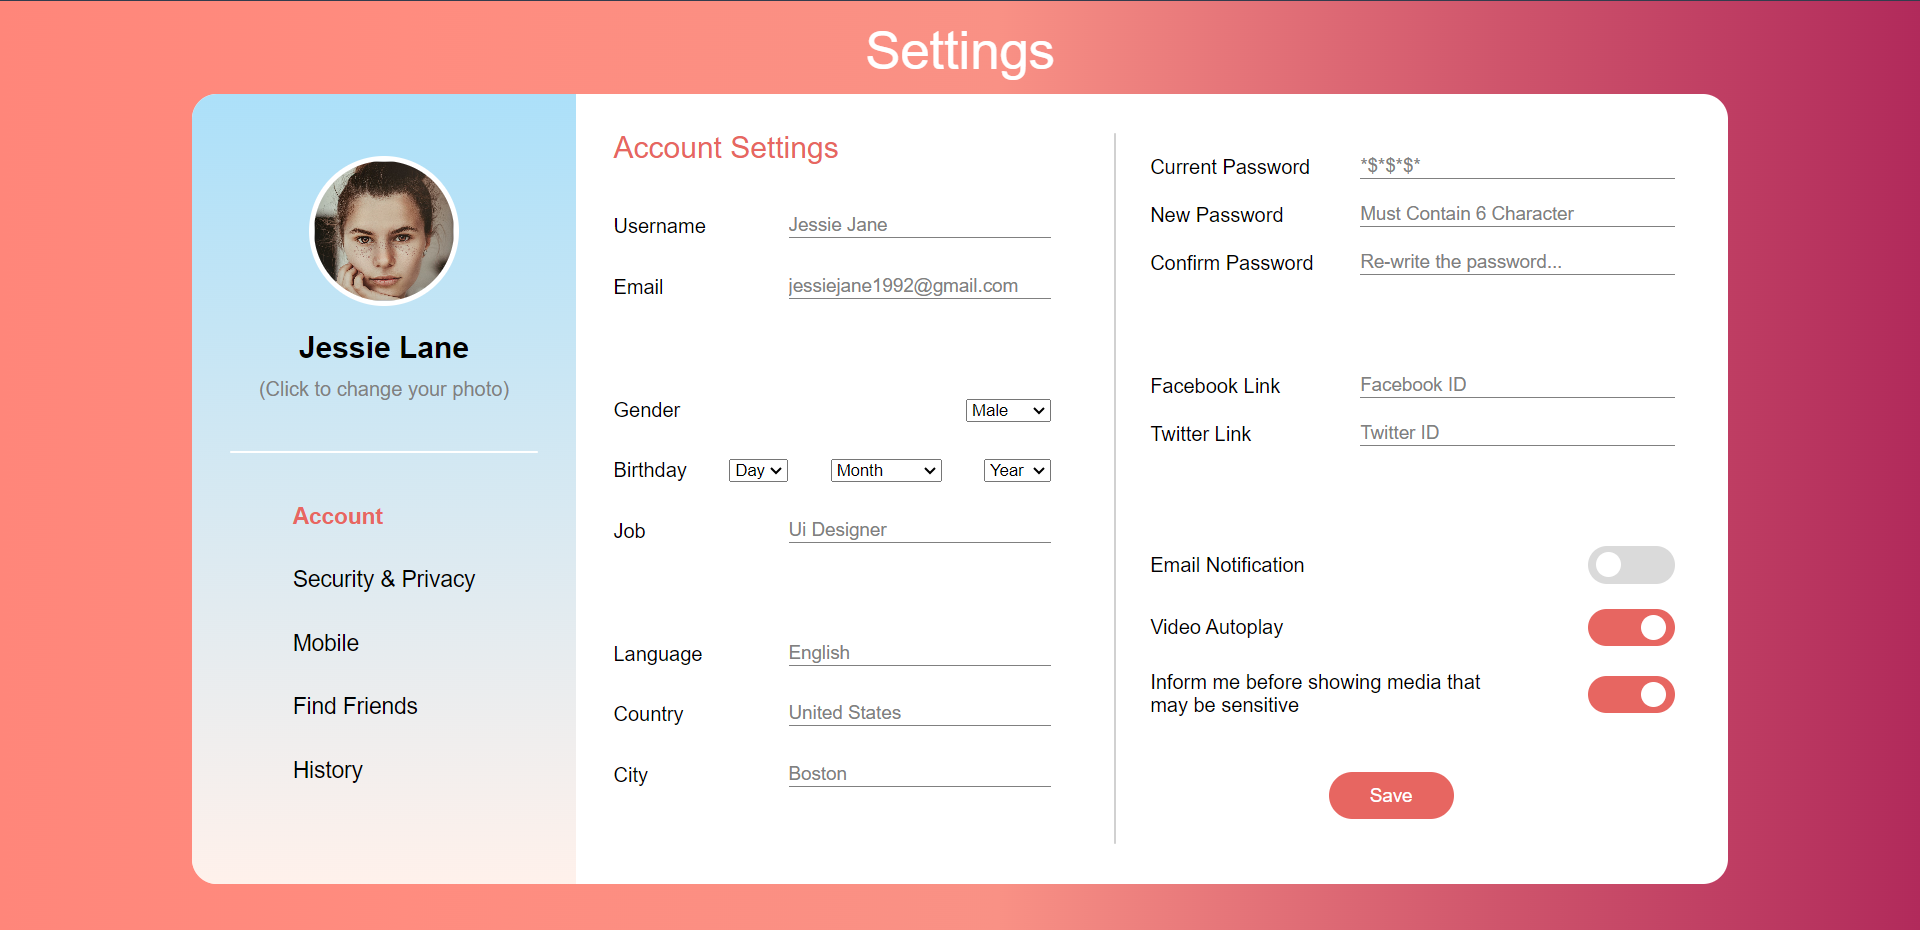 Settings
Jessie Lane
(Click to change your photo)
Account
Security & Privacy
Mobile
Find Friends
History
Account Settings
Username Jessie Jane
Email jessiejane1992@gmail.com
Gender Male
Birthday Day Month Year
Job Ui Designer
Language English
Country United States
City Boston
Current Password *$*$*$*
New Password Must Contain 6 Character
Confirm Password Re-write the password...
Facebook Link Facebook ID
Twitter Link Twitter ID
Email Notification
Video Autoplay
Inform me before showing media that
may be sensitive
Save